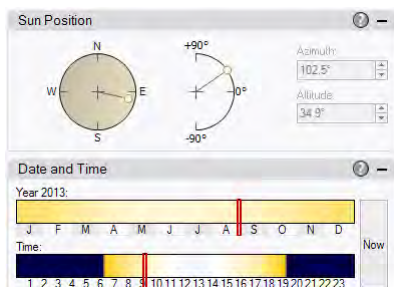 Sun Position
N
W
E
S
+90°
0°
-90°
Azimuth:
102.5°
Altitude:
34.9°
Date and Time
Year 2013:
J F M A M J J A S O N D
Now
Time:
1 2 3 4 5 6 7 8 9 10 11 12 13 14 15 16 17 18 19 20 21 22 23